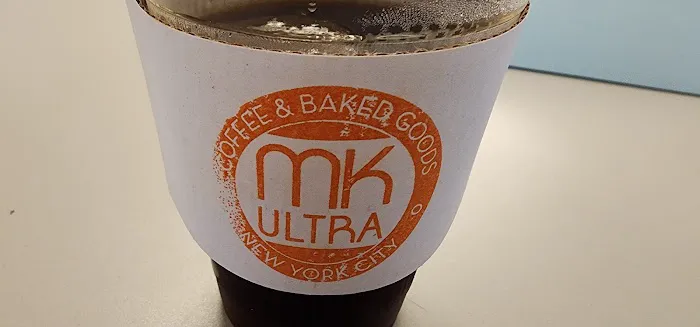 COFFEE & BAKED GOODS
MK
ULTRA
NEW YORK CITY